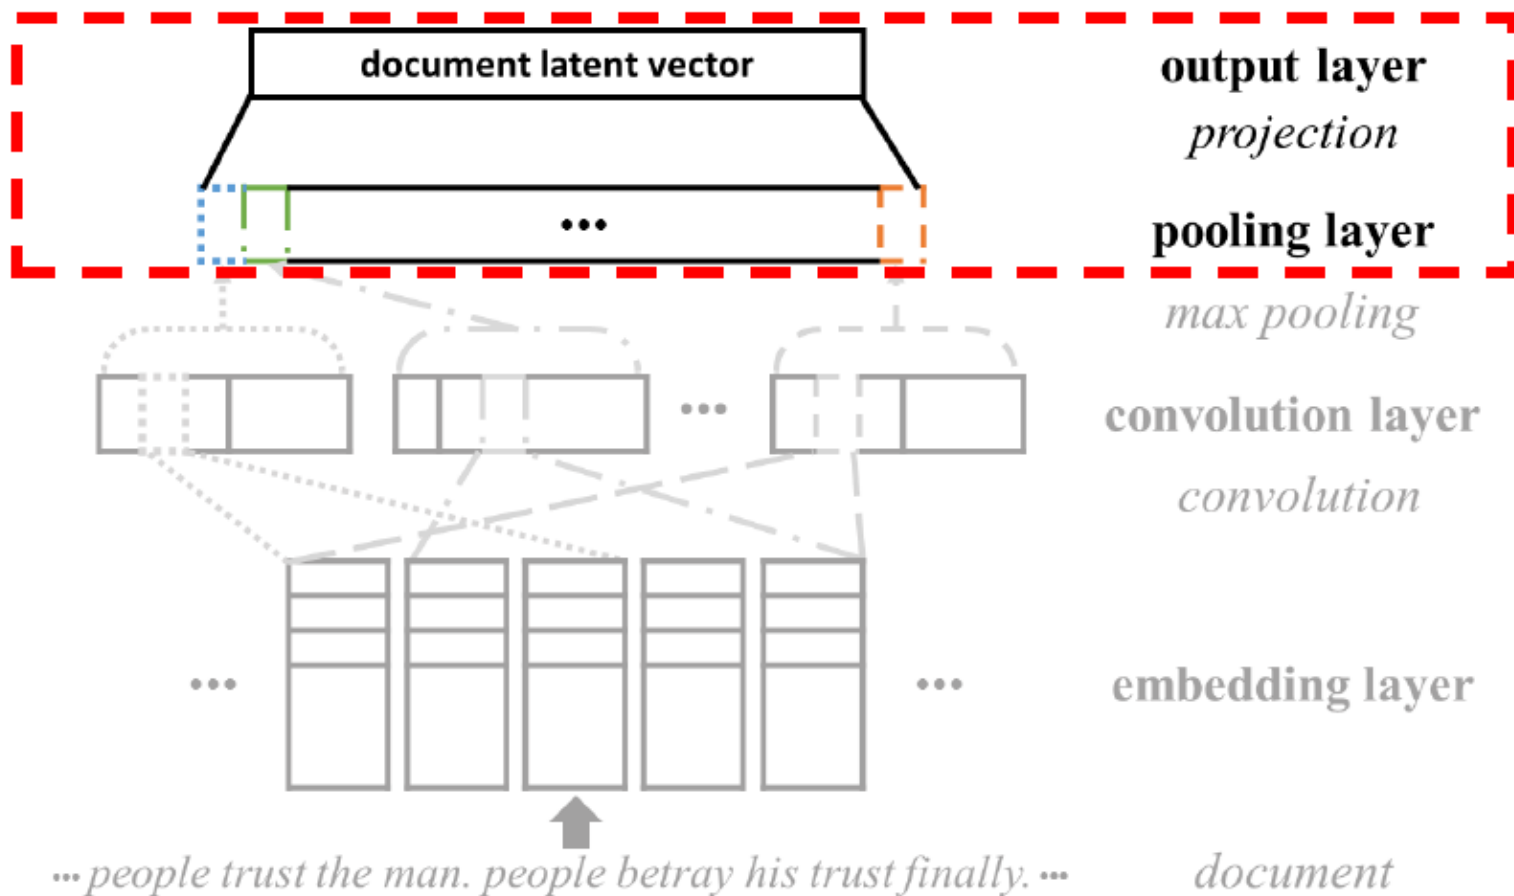 document latent vector
output layer
projection
•••
pooling layer
max pooling
•••
convolution layer
convolution
•••
•••
embedding layer
••• people trust the man. people betray his trust finally. •••
document